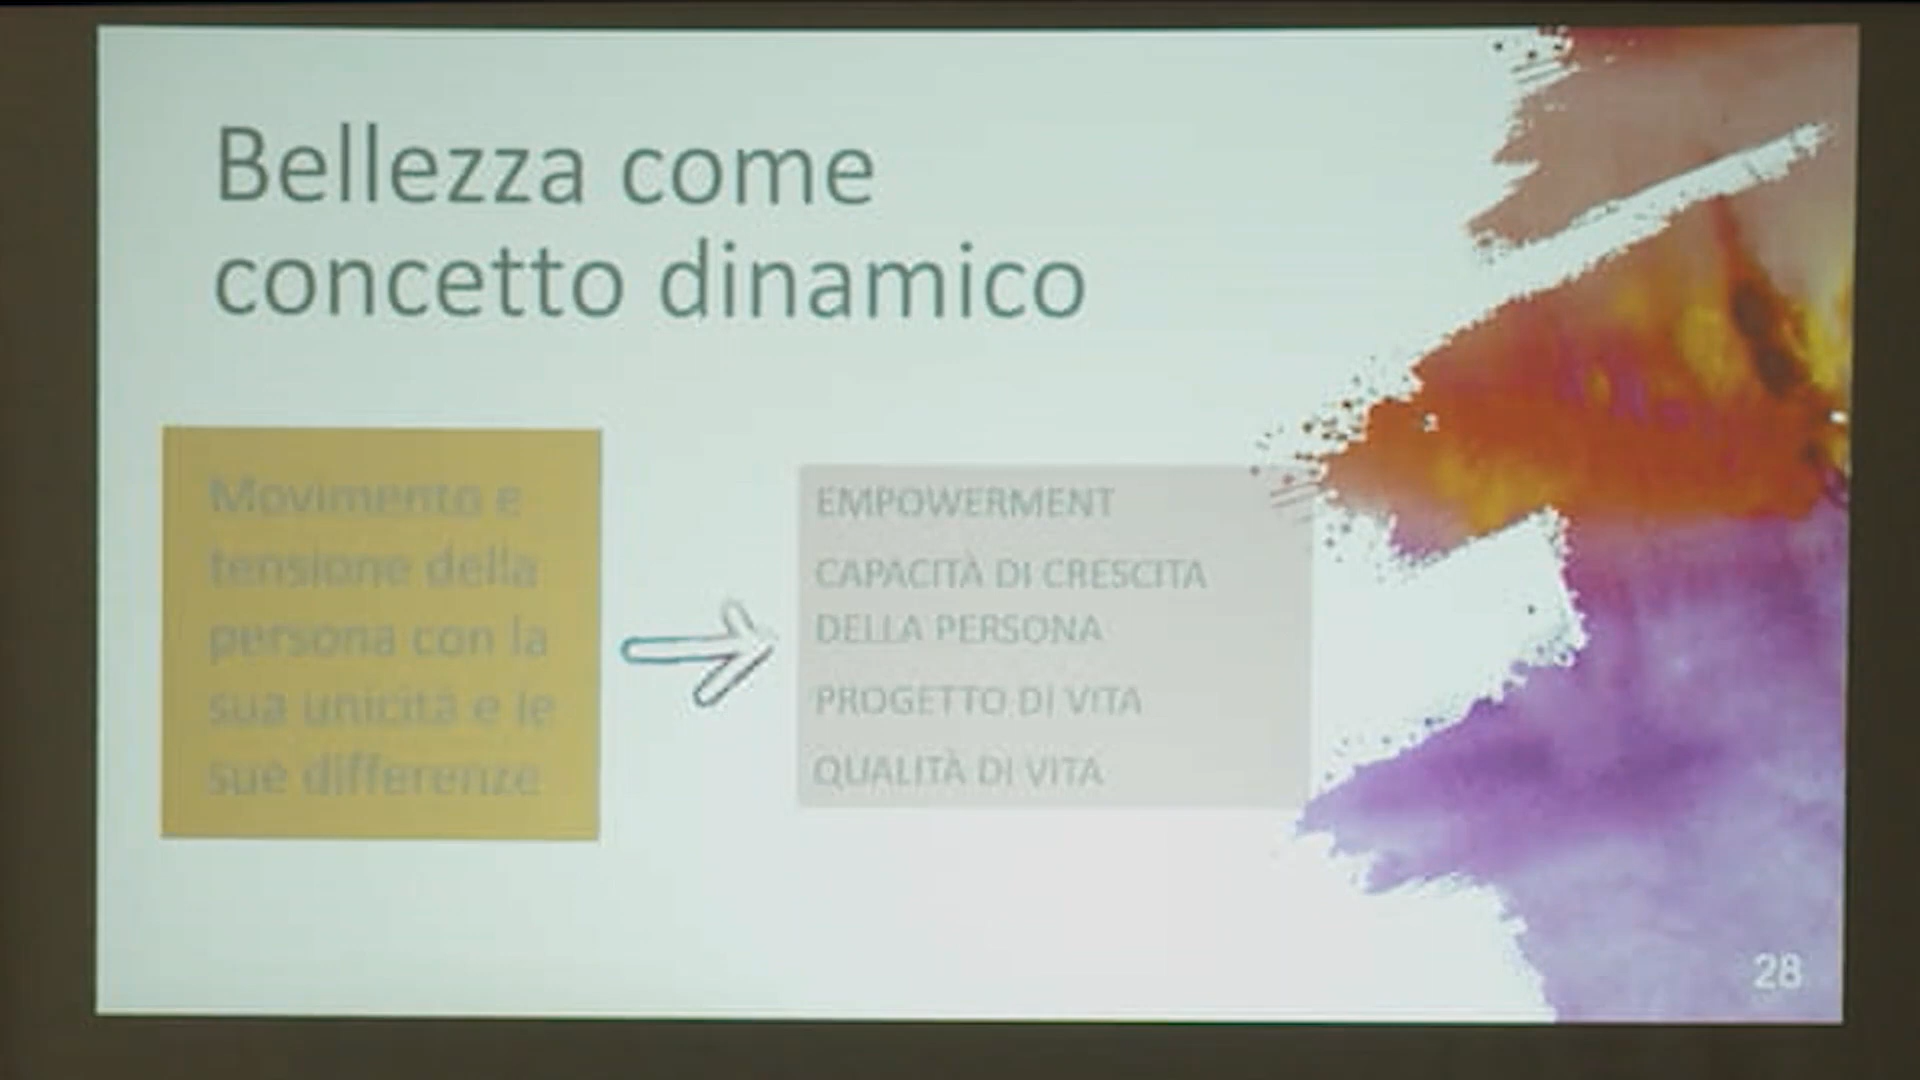 Bellezza come
concetto dinamico
Movimento e
tensione della
persona con la
sua unicità e le
sue differenze
EMPOWERMENT
CAPACITÀ DI CRESCITA
DELLA PERSONA
PROGETTO DI VITA
QUALITÀ DI VITA
28